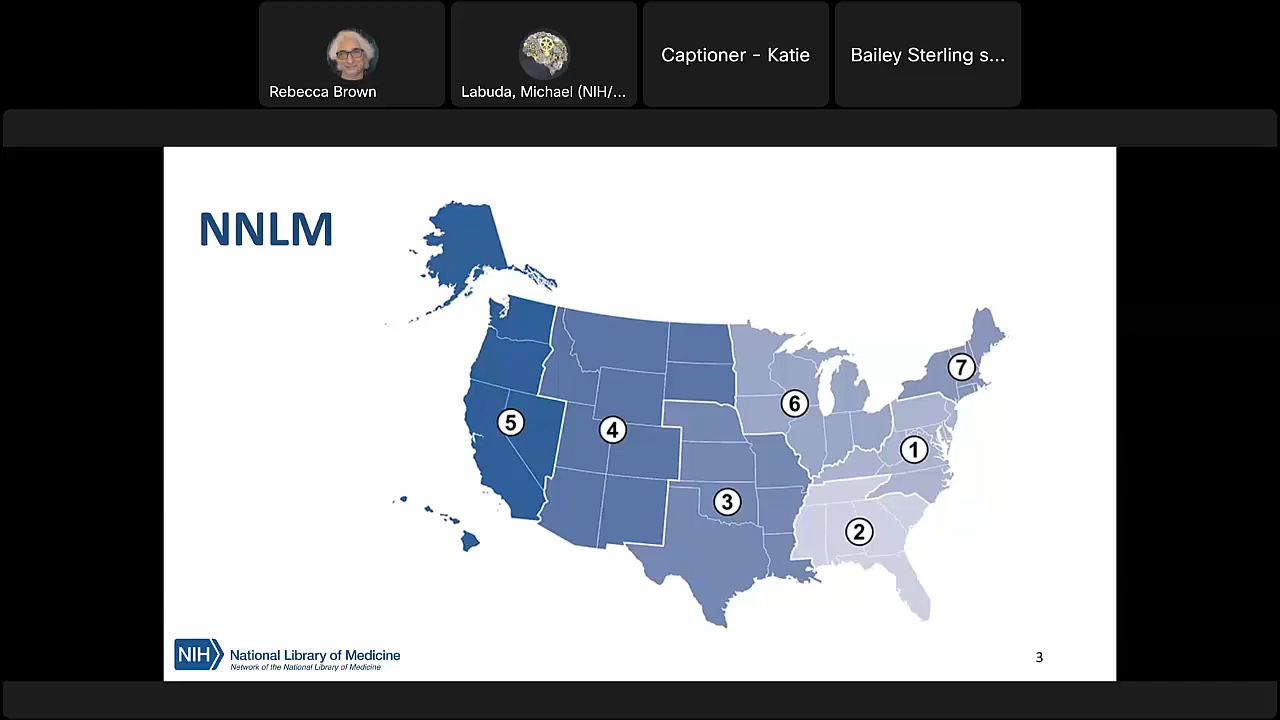 Rebecca Brown
Labuda, Michael (NIH/...
Captioner - Katie
Bailey Sterling s...
NNLM
7
6
5
4
1
3
2
NIH
National Library of Medicine
Network of the National Library of Medicine
3